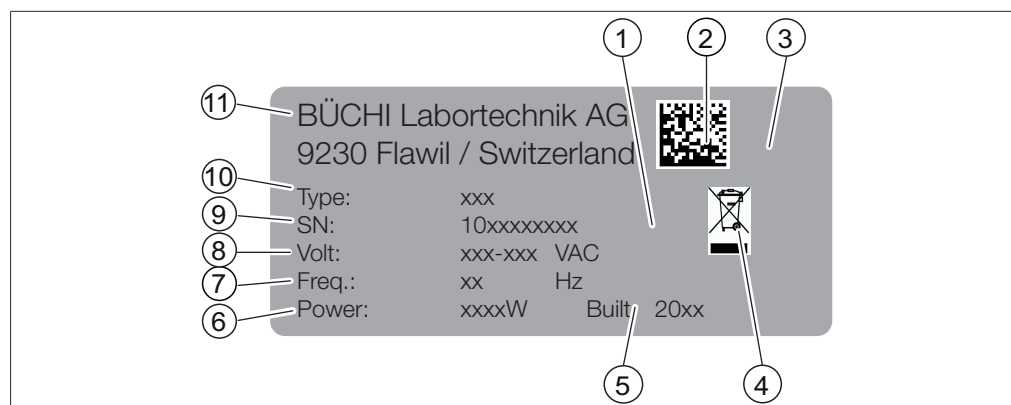 1 2 3
11 BÜCHI Labortechnik AG
9230 Flawil / Switzerland
10 Type: xxx
9 SN: 10xxxxxxxx
8 Volt: xxx-xxx VAC
7 Freq.: xx Hz
6 Power: xxxxW Built 20xx
5 4